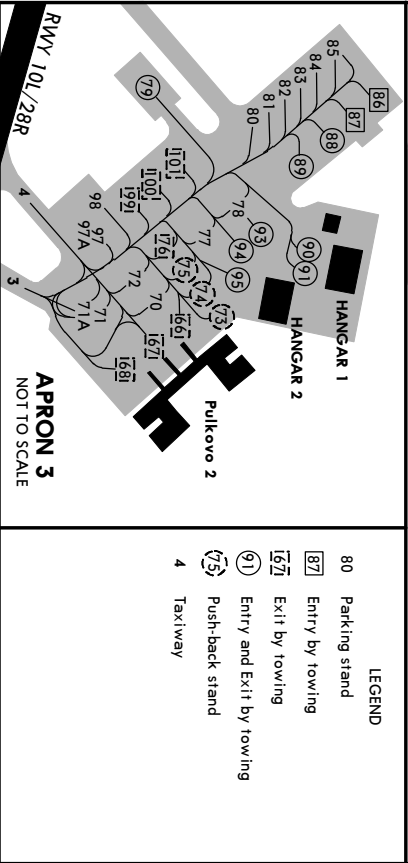 RWY 10L/28R
85
84
83
82
81
80
86
87
88
89
79
101
100
99
98
97
97A
4
3
78
77
76
75
74
73
93
94
95
90
91
72
70
71
71A
66
67
68
HANGAR 1
HANGAR 2
Pulkovo 2
APRON 3
NOT TO SCALE
LEGEND
80 Parking stand
87 Entry by towing
67 Exit by towing
91 Entry and Exit by towing
75 Push-back stand
4 Taxiway